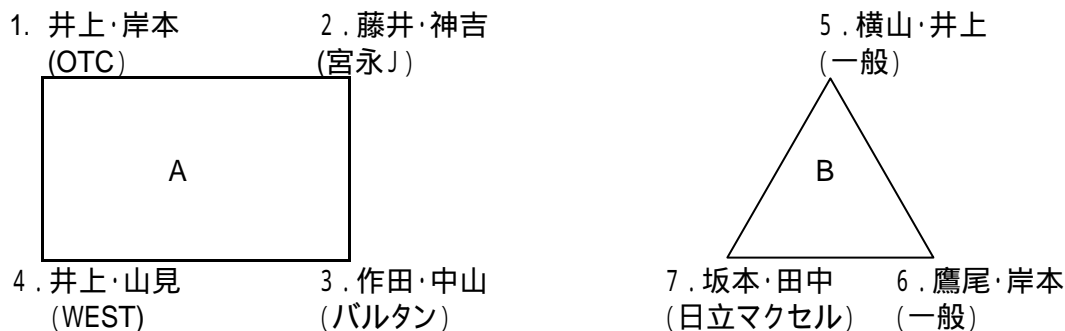 1. 井上･岸本
(OTC)
2．藤井･神吉
(宮永J)
A
4．井上･山見
(WEST)
3．作田･中山
(バルタン)
5．横山･井上
(一般)
B
7．坂本･田中
(日立マクセル)
6．鷹尾･岸本
(一般)